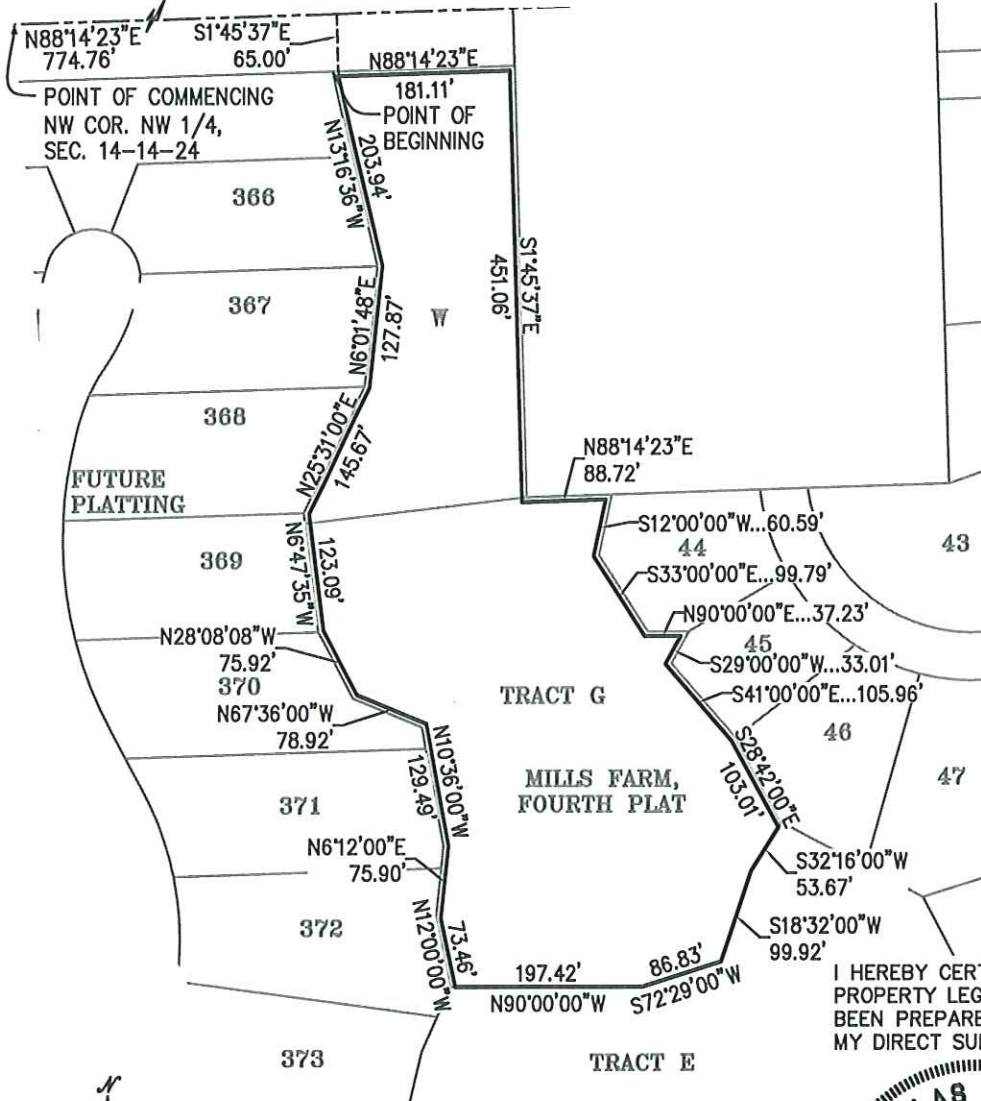 N88°14'23"E
774.76'
S1°45'37"E
65.00'
N88°14'23"E
181.11'
POINT OF COMMENCING
NW COR. NW 1/4,
SEC. 14-14-24
POINT OF
BEGINNING
N13°16'36"W
203.94'
366
S1°45'37"E
451.06'
367
N6°01'48"E
127.87'
W
368
N25°31'00"E
145.67'
N88°14'23"E
88.72'
FUTURE
PLATTING
S12°00'00"W...60.59'
44
43
369
N6°47'35"W
123.09'
S33°00'00"E...99.79'
N90°00'00"E...37.23'
N28°08'08"W
75.92'
45
S29°00'00"W...33.01'
370
TRACT G
S41°00'00"E...105.96'
N67°36'00"W
78.92'
46
N10°36'00"W
129.49'
S28°42'00"E
103.01'
MILLS FARM,
FOURTH PLAT
47
371
N6°12'00"E
75.90'
S32°16'00"W
53.67'
372
N12°00'00"W
73.46'
S18°32'00"W
99.92'
197.42'
N90°00'00"W
86.83'
S72°29'00"W
I HEREBY CERT
PROPERTY LEG
BEEN PREPARE
MY DIRECT SU
373
TRACT E
N
AS